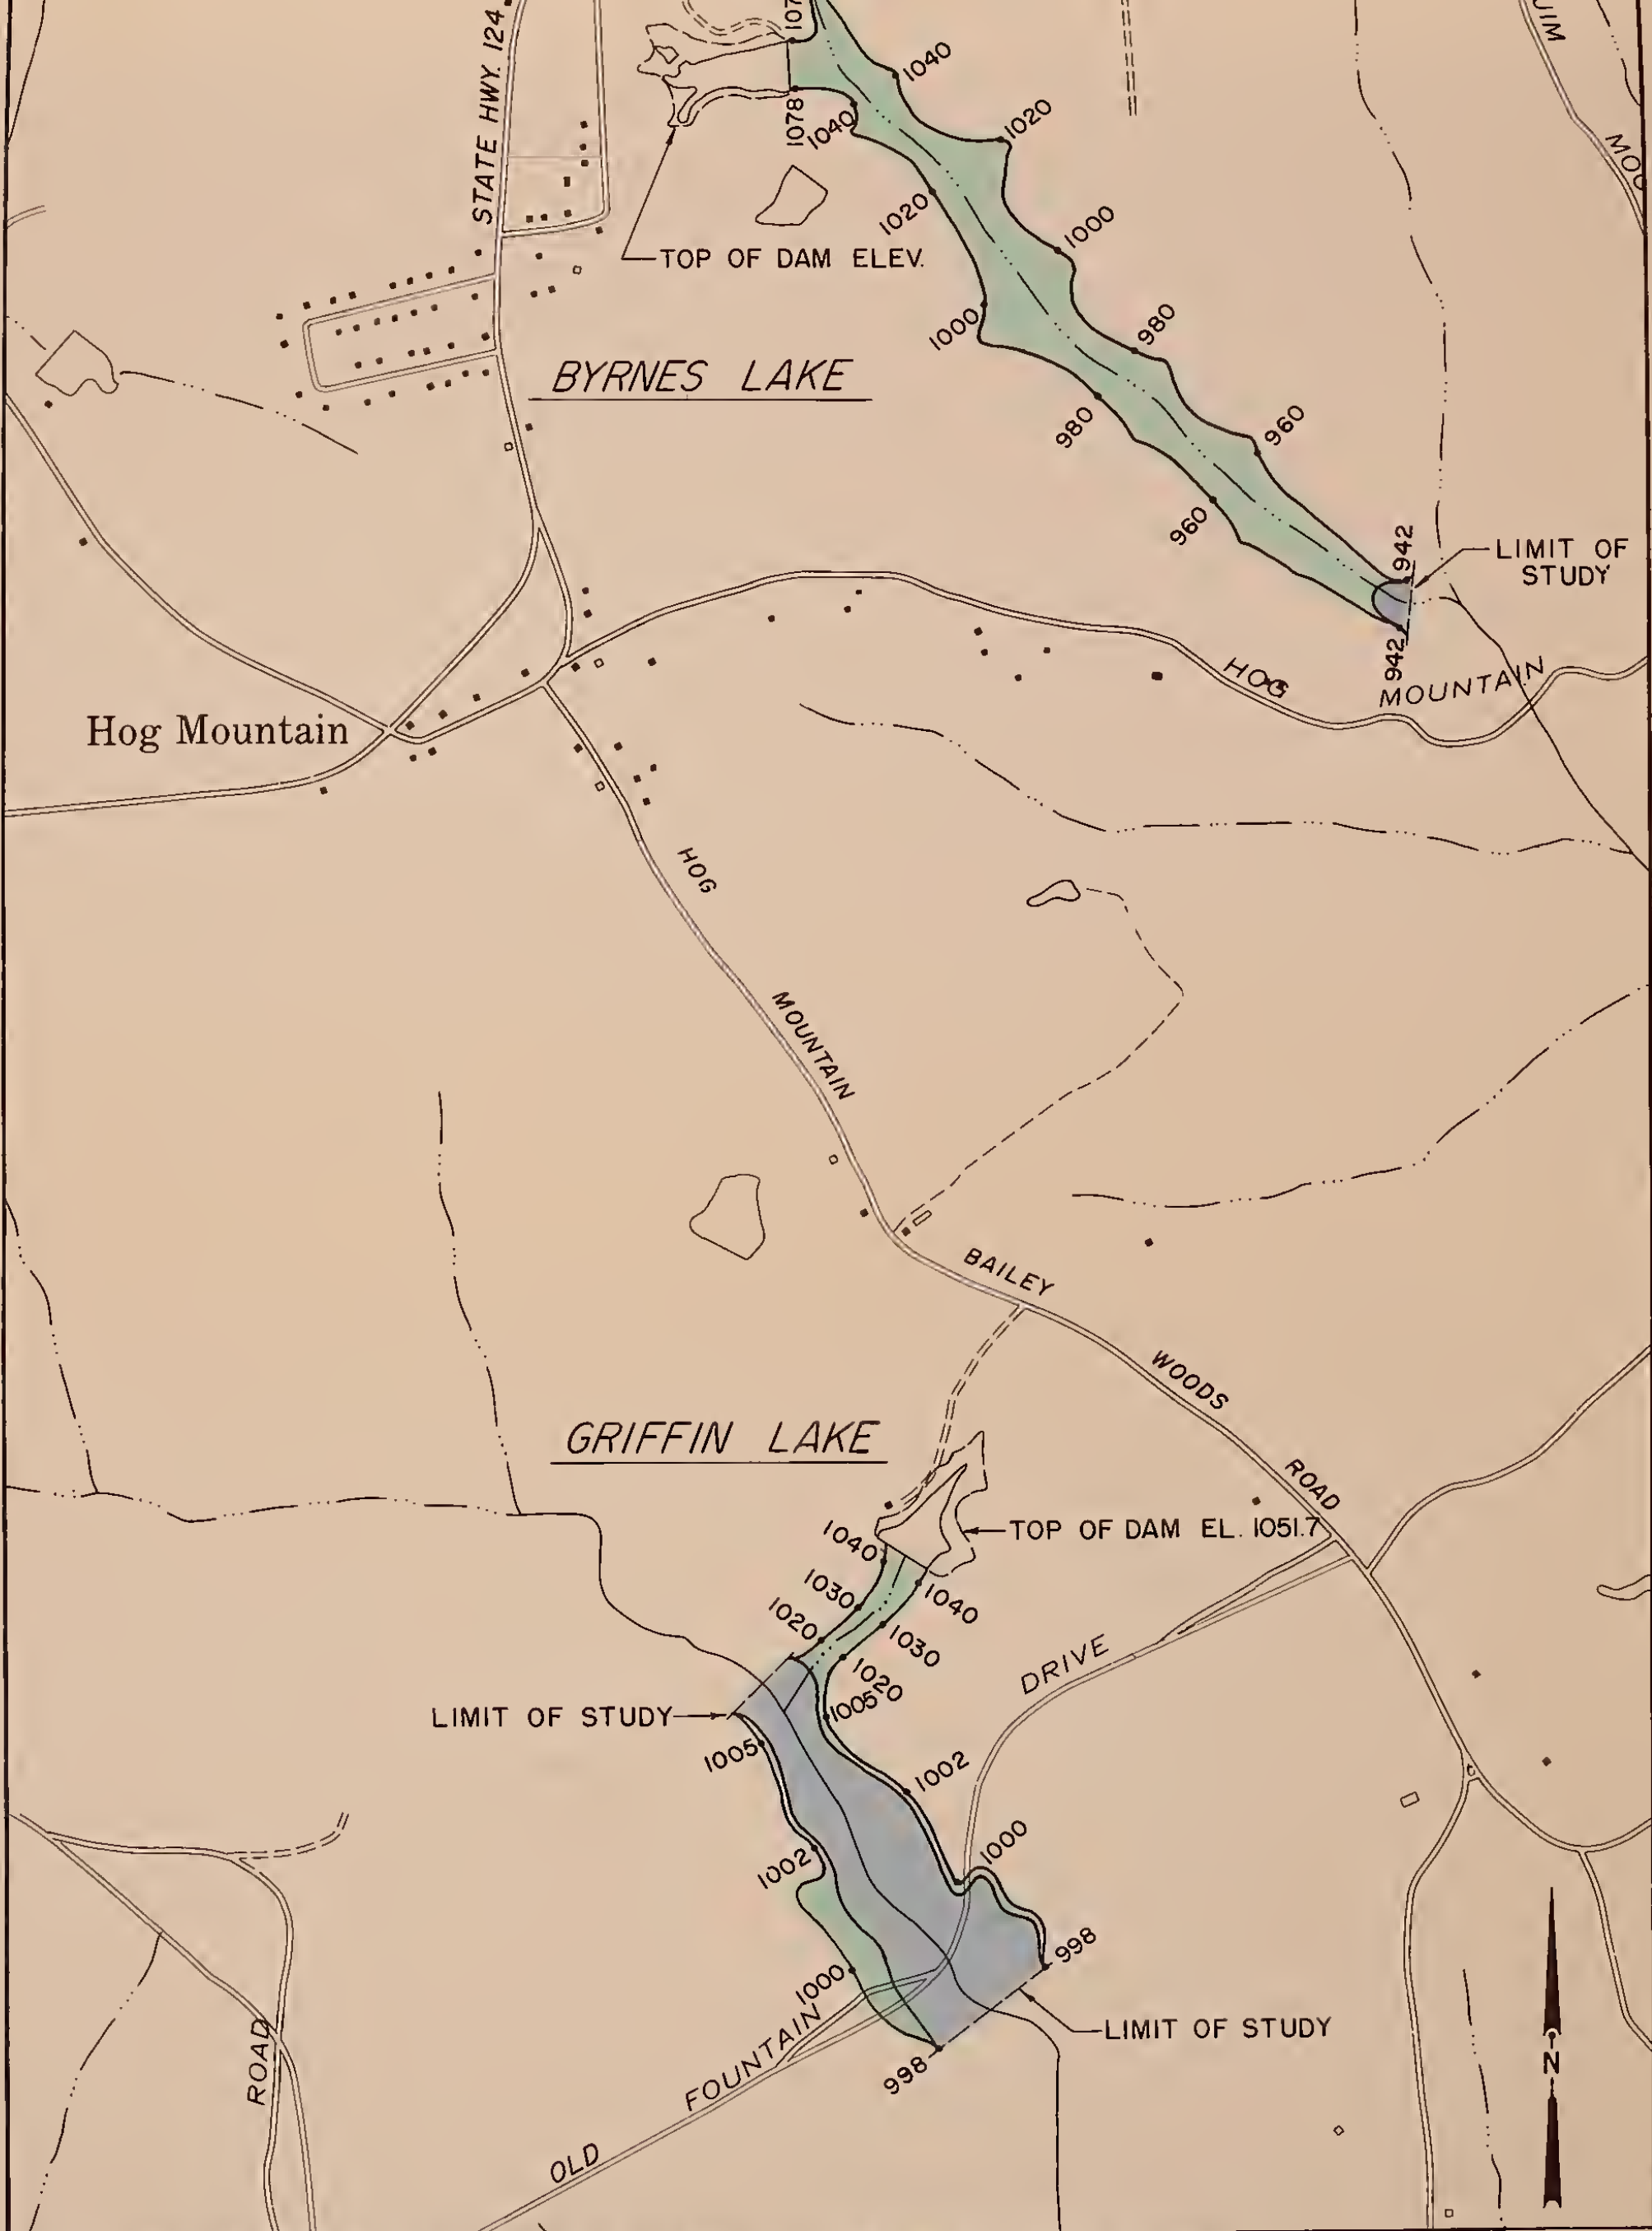 STATE HWY. 124
107
1040
1078
1040
1020
1020
1000
TOP OF DAM ELEV.
1000
980
BYRNES LAKE
980
960
960
942
LIMIT OF
STUDY
942
HOG MOUNTAIN
Hog Mountain
HOG MOUNTAIN
BAILEY WOODS ROAD
GRIFFIN LAKE
TOP OF DAM EL. 1051.7
1040
1040
1030
1030
1020
1020
20
1005
LIMIT OF STUDY
1005
1002
1002
1000
1000
998
998
LIMIT OF STUDY
OLD FOUNTAIN DRIVE
ROAD
N